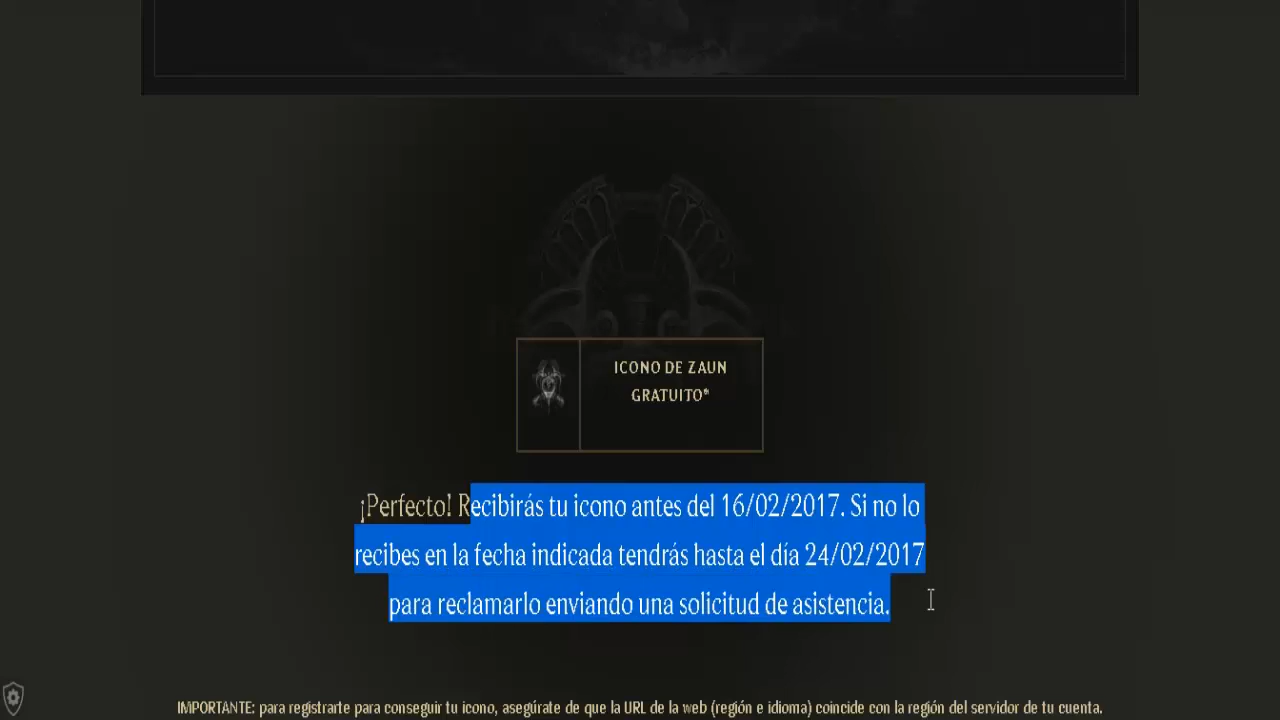 ICONO DE ZAUN
GRATUITO*
¡Perfecto! Recibirás tu icono antes del 16/02/2017. Si no lo
recibes en la fecha indicada tendrás hasta el día 24/02/2017
para reclamarlo enviando una solicitud de asistencia.
IMPORTANTE: para registrarte para conseguir tu icono, asegúrate de que la URL de la web (región e idioma) coincide con la región del servidor de tu cuenta.